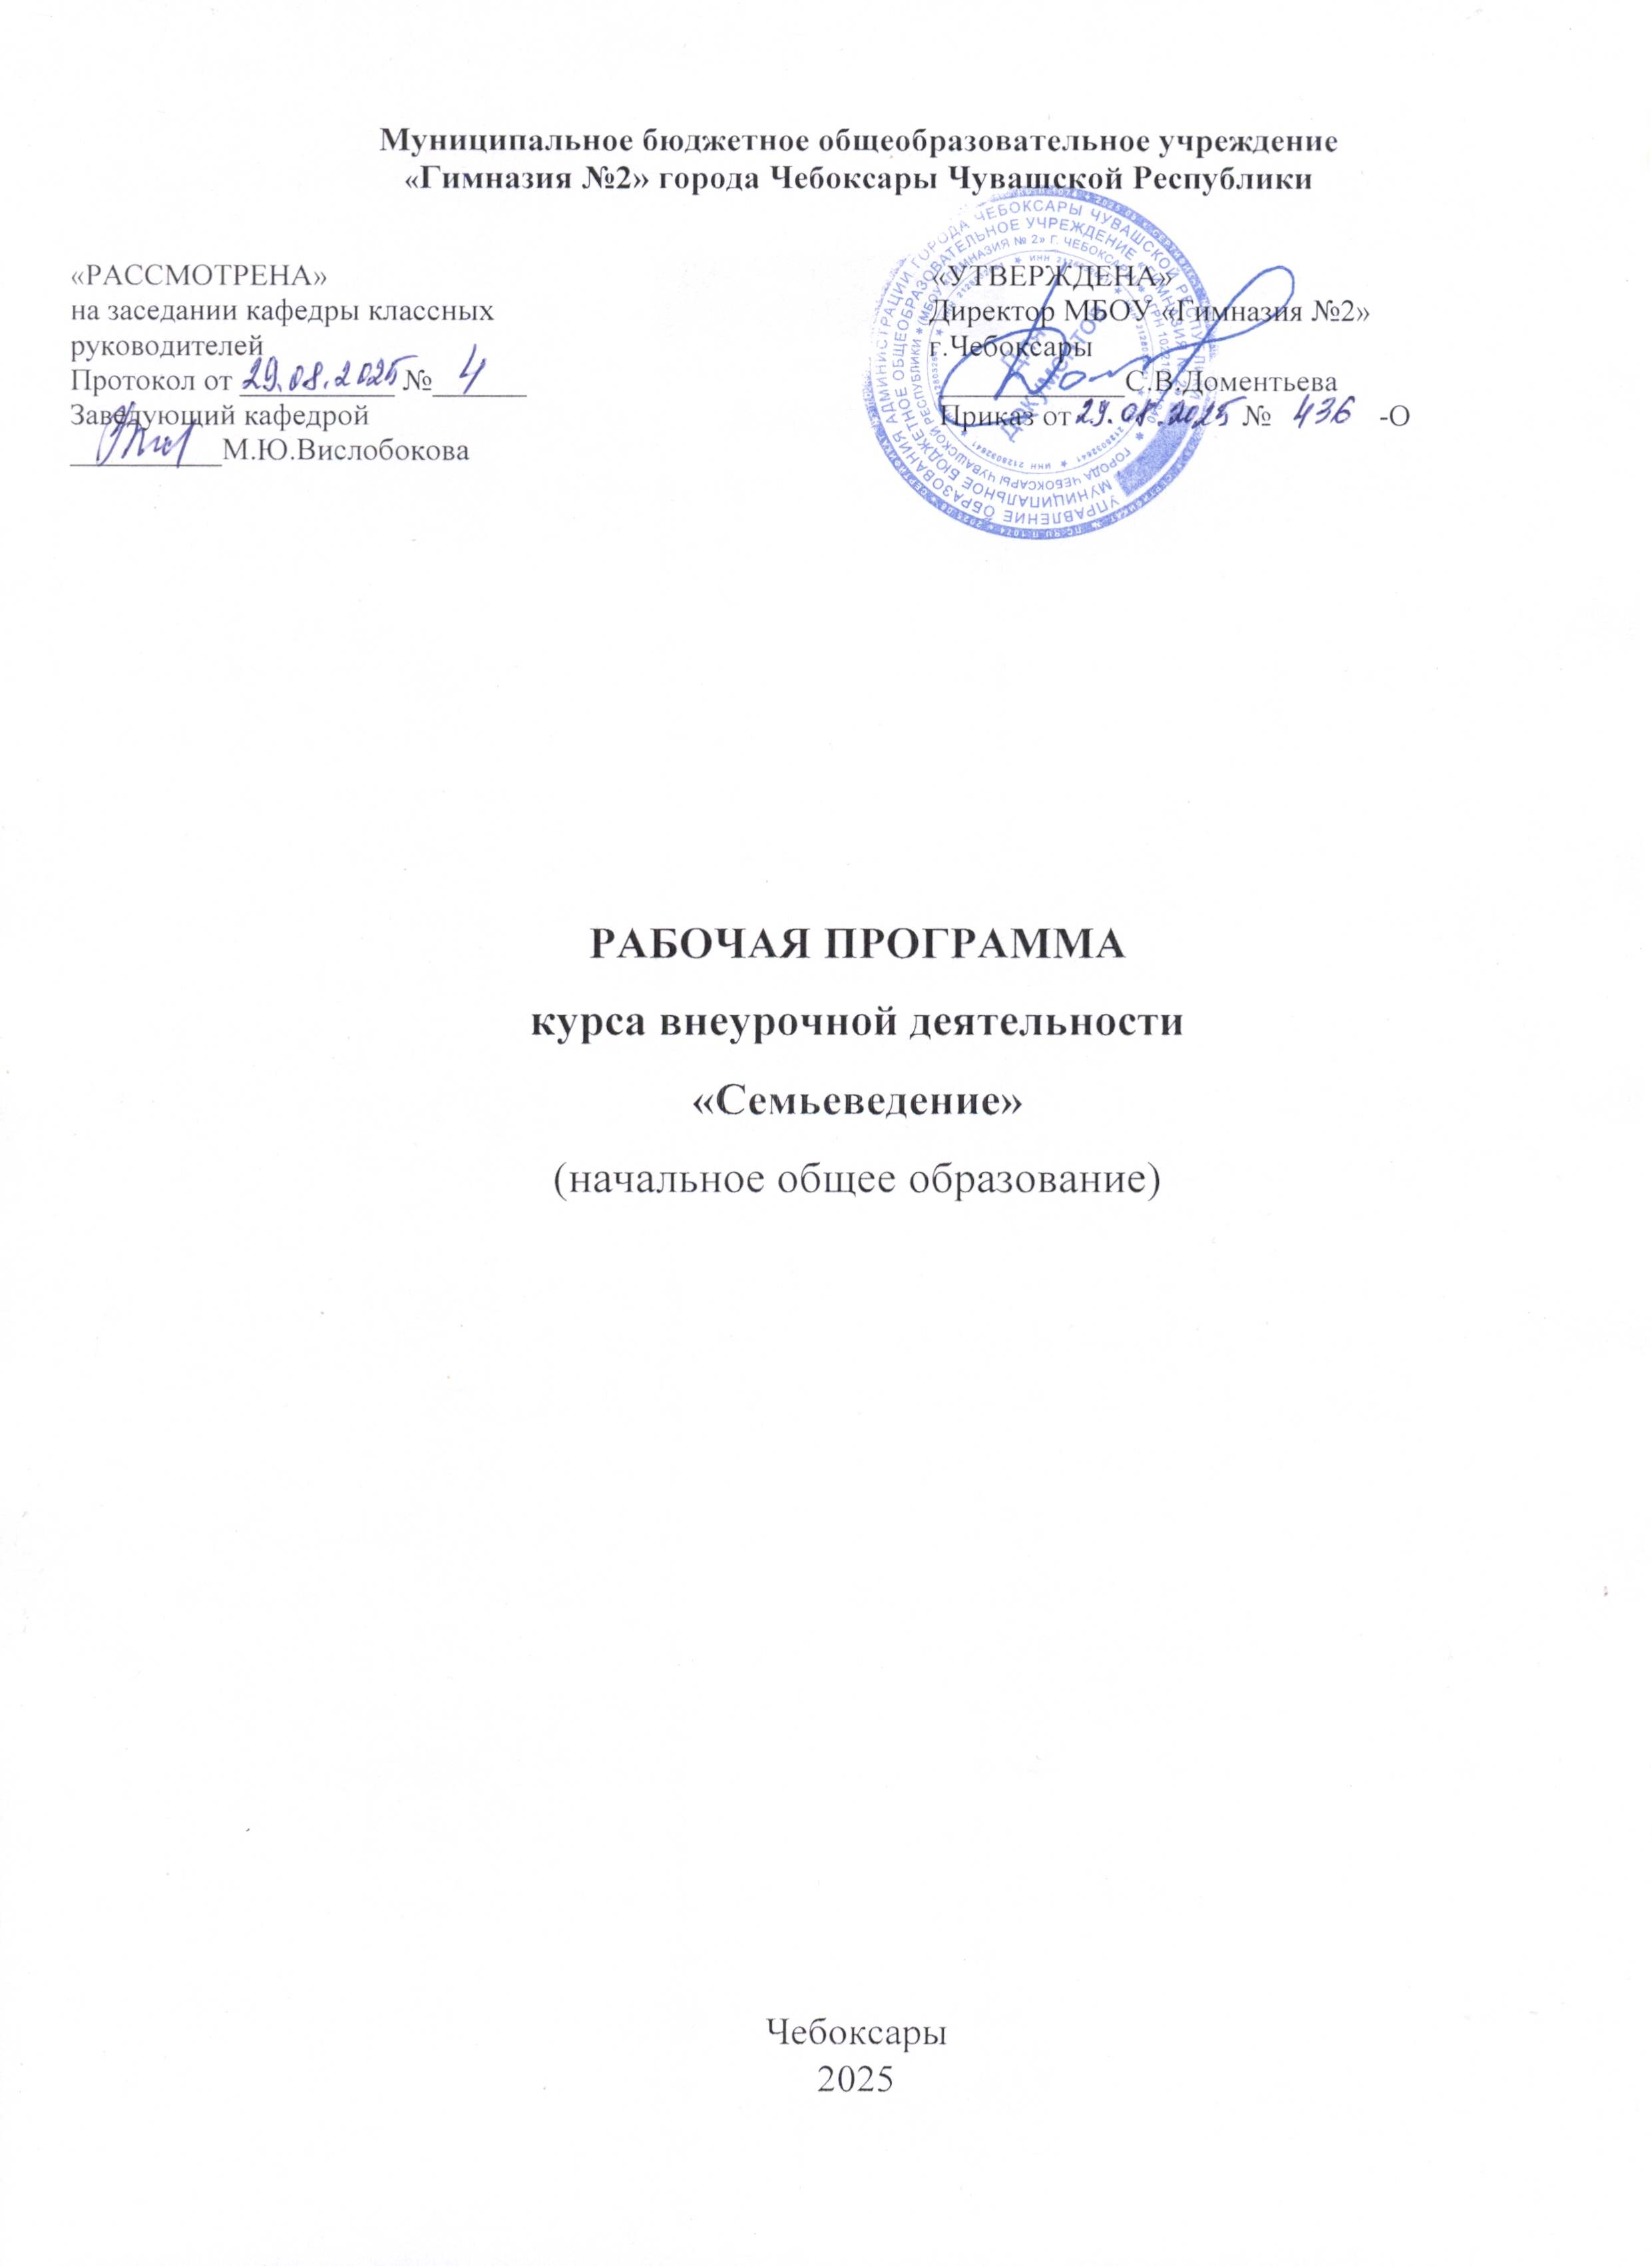 Муниципальное бюджетное общеобразовательное учреждение
«Гимназия №2» города Чебоксары Чувашской Республики
«РАССМОТРЕНА»
на заседании кафедры классных
руководителей
Протокол от 29.08.2025 № 4
Заведующий кафедрой
М.Ю.Вислобокова
«УТВЕРЖДЕНА»
Директор МБОУ «Гимназия №2»
г.Чебоксары
С.В.Доментьева
Приказ от 29.08.2025 № 436 -О
Для
документов
РАБОЧАЯ ПРОГРАММА
курса внеурочной деятельности
«Семьеведение»
(начальное общее образование)
Чебоксары
2025